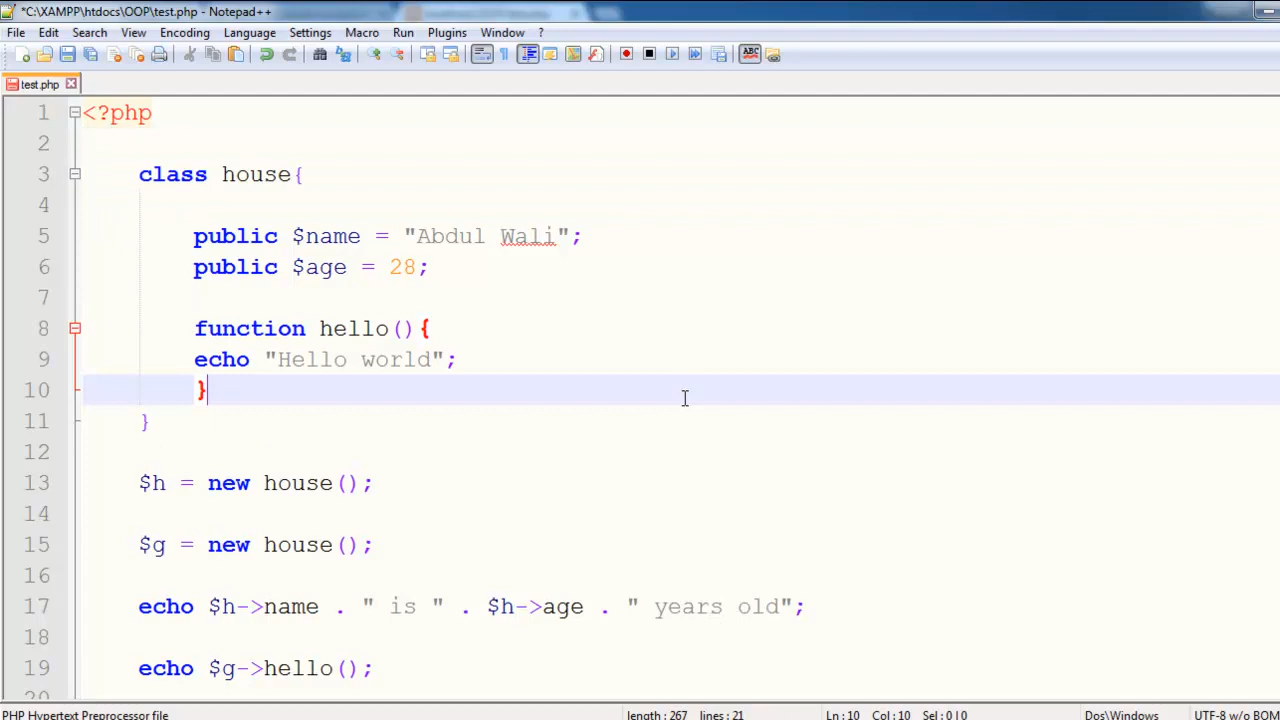 *C:\XAMPP\htdocs\OOP\test.php - Notepad++
File Edit Search View Encoding Language Settings Macro Run Plugins Window ?
ABC
test.php
1 <?php
2
3 class house{
4
5 public $name = "Abdul Wali";
6 public $age = 28;
7
8 function hello(){
9 echo "Hello world";
10 }
11 }
12
13 $h = new house();
14
15 $g = new house();
16
17 echo $h->name . " is " . $h->age . " years old";
18
19 echo $g->hello();
20
PHP Hypertext Preprocessor file length : 267 lines : 21 Ln : 10 Col : 10 Sel : 0 | 0 Dos\Windows UTF-8 w/o BOM